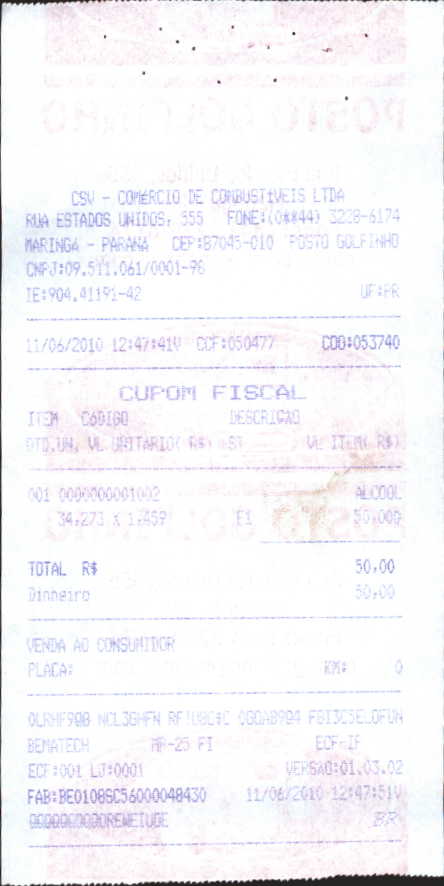 CSV - COMERCIO DE COMBUSTIVEIS LTDA
RUA ESTADOS UNIDOS, 555 FONE:(0**44) 3228-6174
MARINGA - PARANA CEP:87045-010 POSTO GOLFINHO
CNPJ:09.511.061/0001-96
IE:904.41191-42 UF:PR
11/06/2010 12:47:41V CCF:050477 COO:053740
CUPOM FISCAL
ITEM CÓDIGO DESCRIÇÃO
QTD.UN. VL UNITARIO( R$) ST VL ITEM( R$)
001 0000000001002 ALCOOL
34,273 x 1,459 F1 50,00
TOTAL R$ 50,00
Dinheiro 50,00
VENDA AO CONSUMIDOR
PLACA: KM: 0
BEMATECH MP-25 FI ECF-IF
ECF:001 LJ:0001 VERSÃO:01.03.02
FAB:BE0108SC56000048430 11/06/2010 12:47:51V
BR